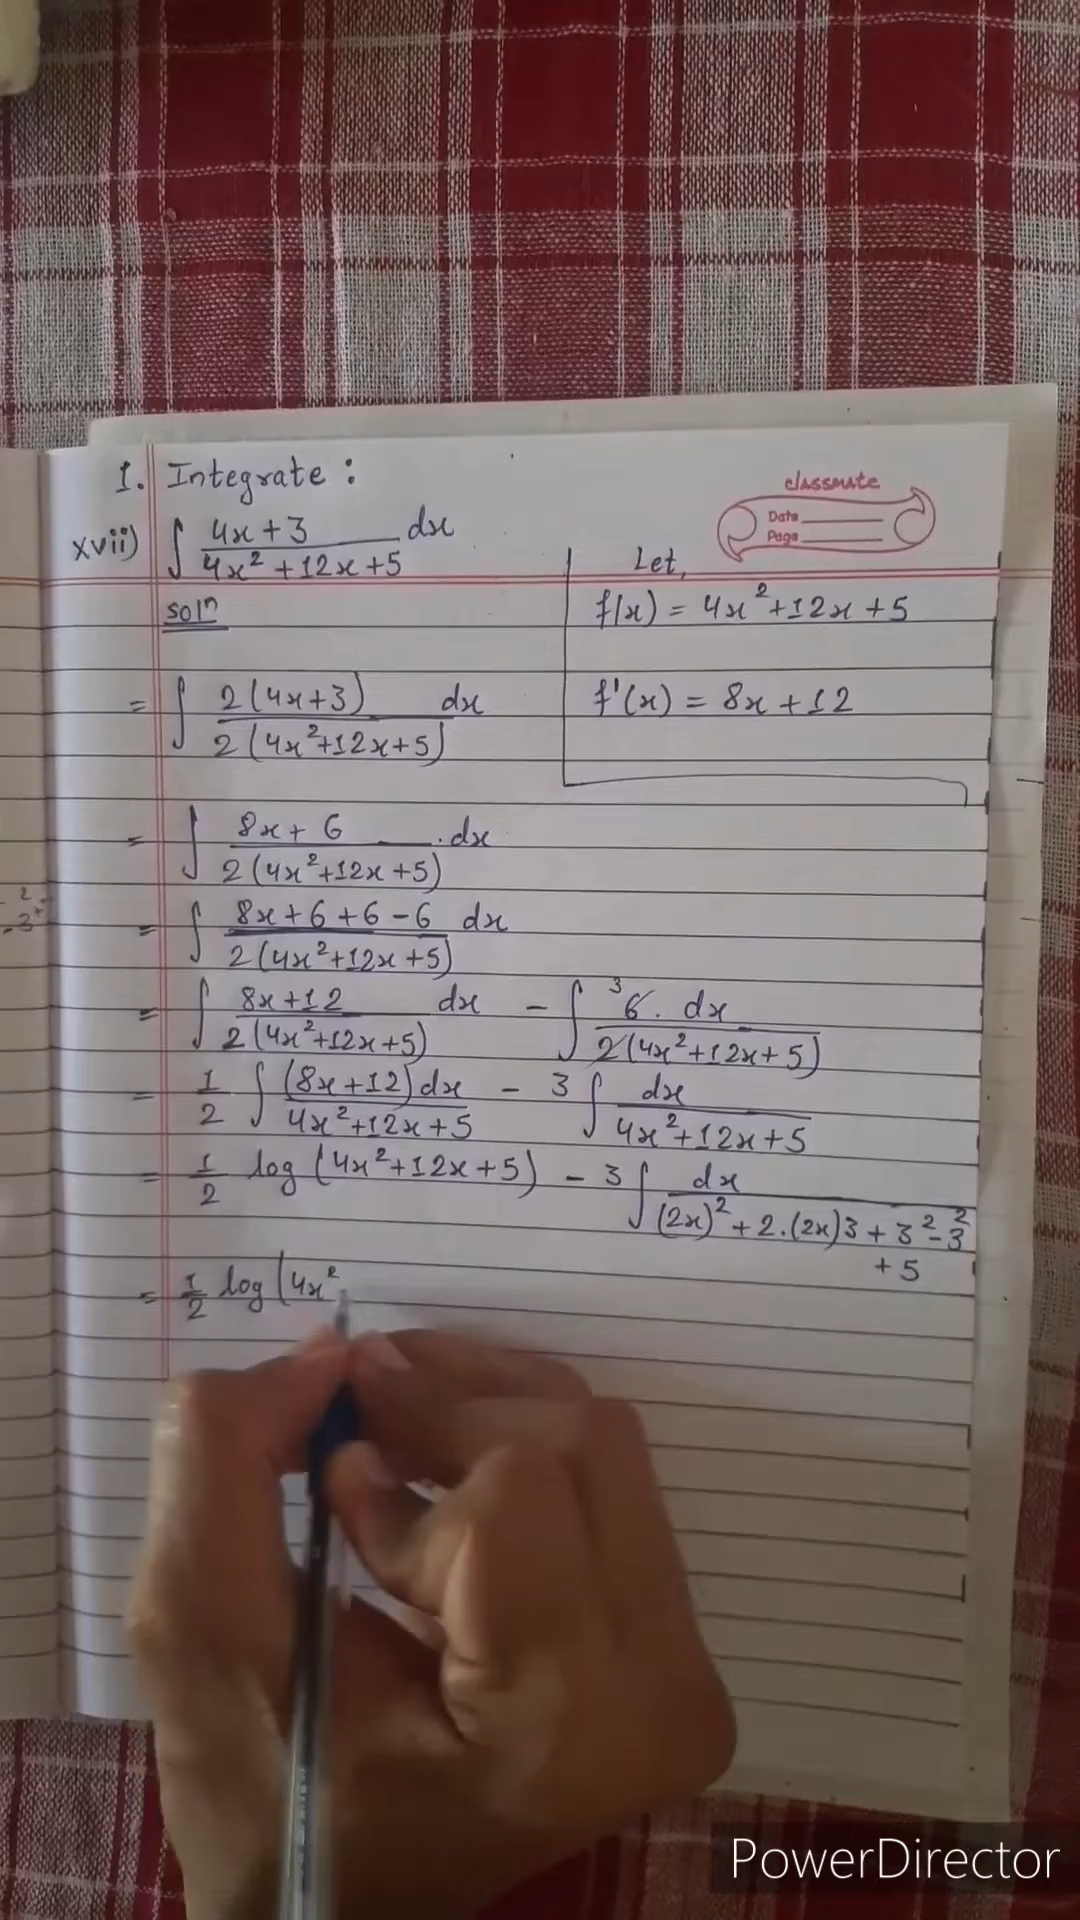 1. Integrate :
classmate
Date
Page
xvii) ∫ (4x+3)/(4x²+12x+5) dx
Let,
f(x) = 4x²+12x+5
f'(x) = 8x+12
Solⁿ
= ∫ 2(4x+3)/2(4x²+12x+5) dx
= ∫ 8x+6/2(4x²+12x+5) . dx
= ∫ 8x+6+6-6/2(4x²+12x+5) dx
= ∫ 8x+12/2(4x²+12x+5) dx - ∫ ³6. dx/2(4x²+12x+5)
= 1/2 ∫ (8x+12)dx/4x²+12x+5 - 3 ∫ dx/4x²+12x+5
= 1/2 log (4x²+12x+5) - 3 ∫ dx/(2x)²+2.(2x)3+3²-3²+5
= 1/2 log (4x²
PowerDirector